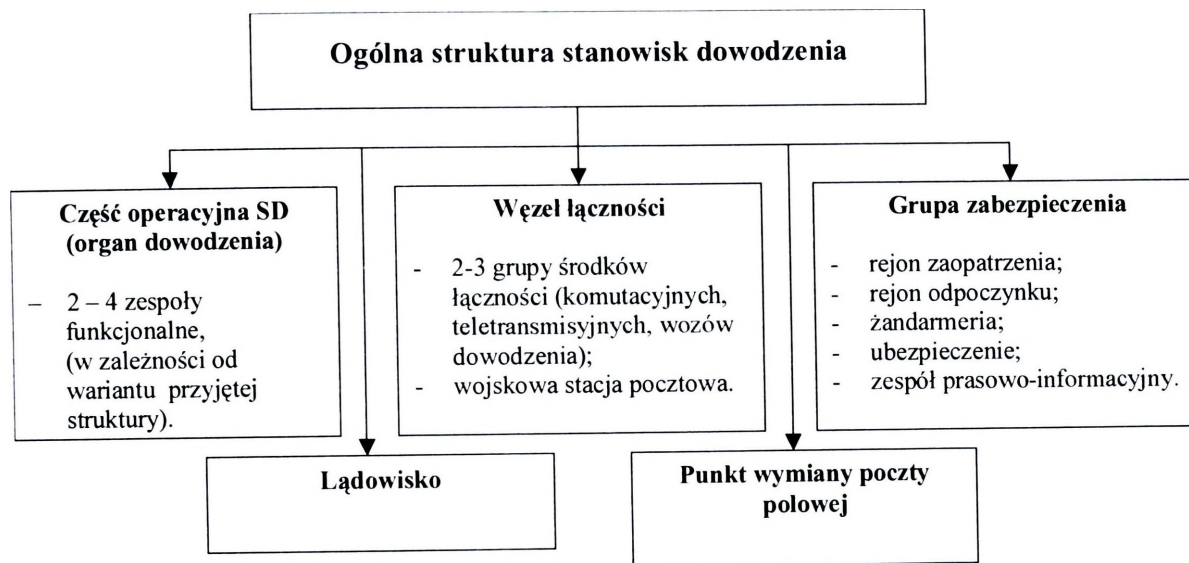 Ogólna struktura stanowisk dowodzenia
Część operacyjna SD
(organ dowodzenia)
– 2 – 4 zespoły
funkcjonalne,
(w zależności od
wariantu przyjętej
struktury).
Węzeł łączności
- 2-3 grupy środków
łączności (komutacyjnych,
teletransmisyjnych, wozów
dowodzenia);
- wojskowa stacja pocztowa.
Grupa zabezpieczenia
- rejon zaopatrzenia;
- rejon odpoczynku;
- żandarmeria;
- ubezpieczenie;
- zespół prasowo-informacyjny.
Lądowisko
Punkt wymiany poczty
polowej